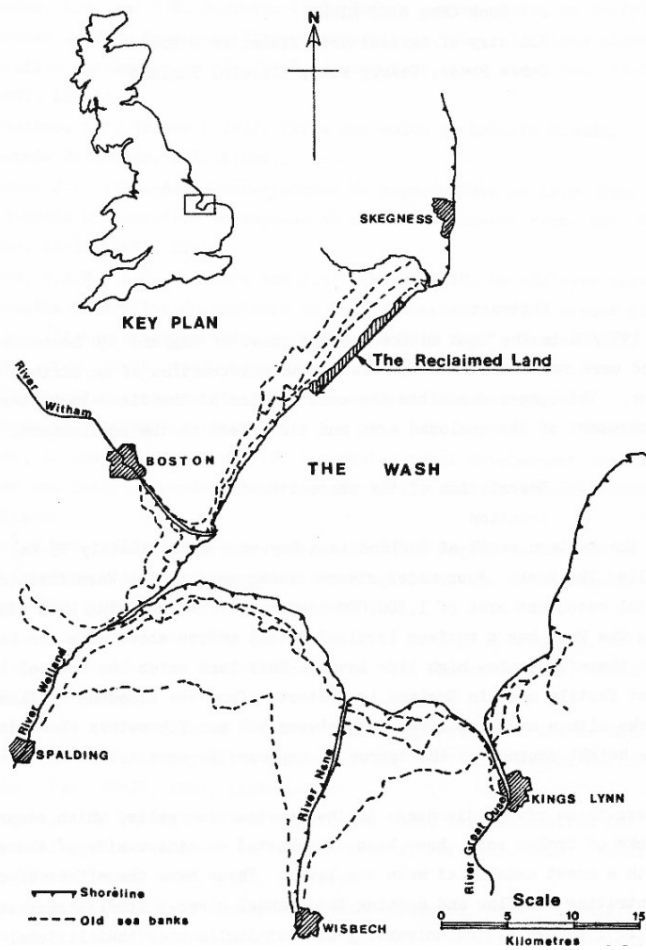 N
SKEGNESS
KEY PLAN
The Reclaimed Land
River
Witham
BOSTON
THE WASH
River Welland
SPALDING
River Nene
KINGS LYNN
River Great Ouse
Shoreline
Old sea banks
WISBECH
Scale
0 5 10 15
Kilometres